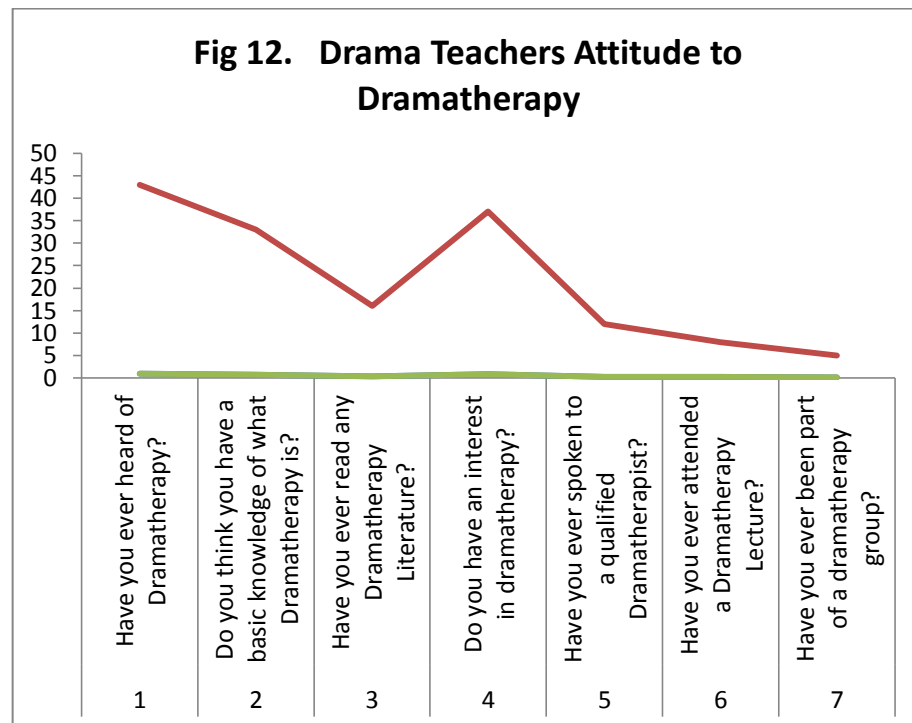 Fig 12. Drama Teachers Attitude to
Dramatherapy
50
45
40
35
30
25
20
15
10
5
0
Have you ever heard of
Dramatherapy?
Do you think you have a
basic knowledge of what
Dramatherapy is?
Have you ever read any
Dramatherapy
Literature?
Do you have an interest
in dramatherapy?
Have you ever spoken to
a qualified
Dramatherapist?
Have you ever attended
a Dramatherapy
Lecture?
Have you ever been part
of a dramatherapy
group?
1
2
3
4
5
6
7